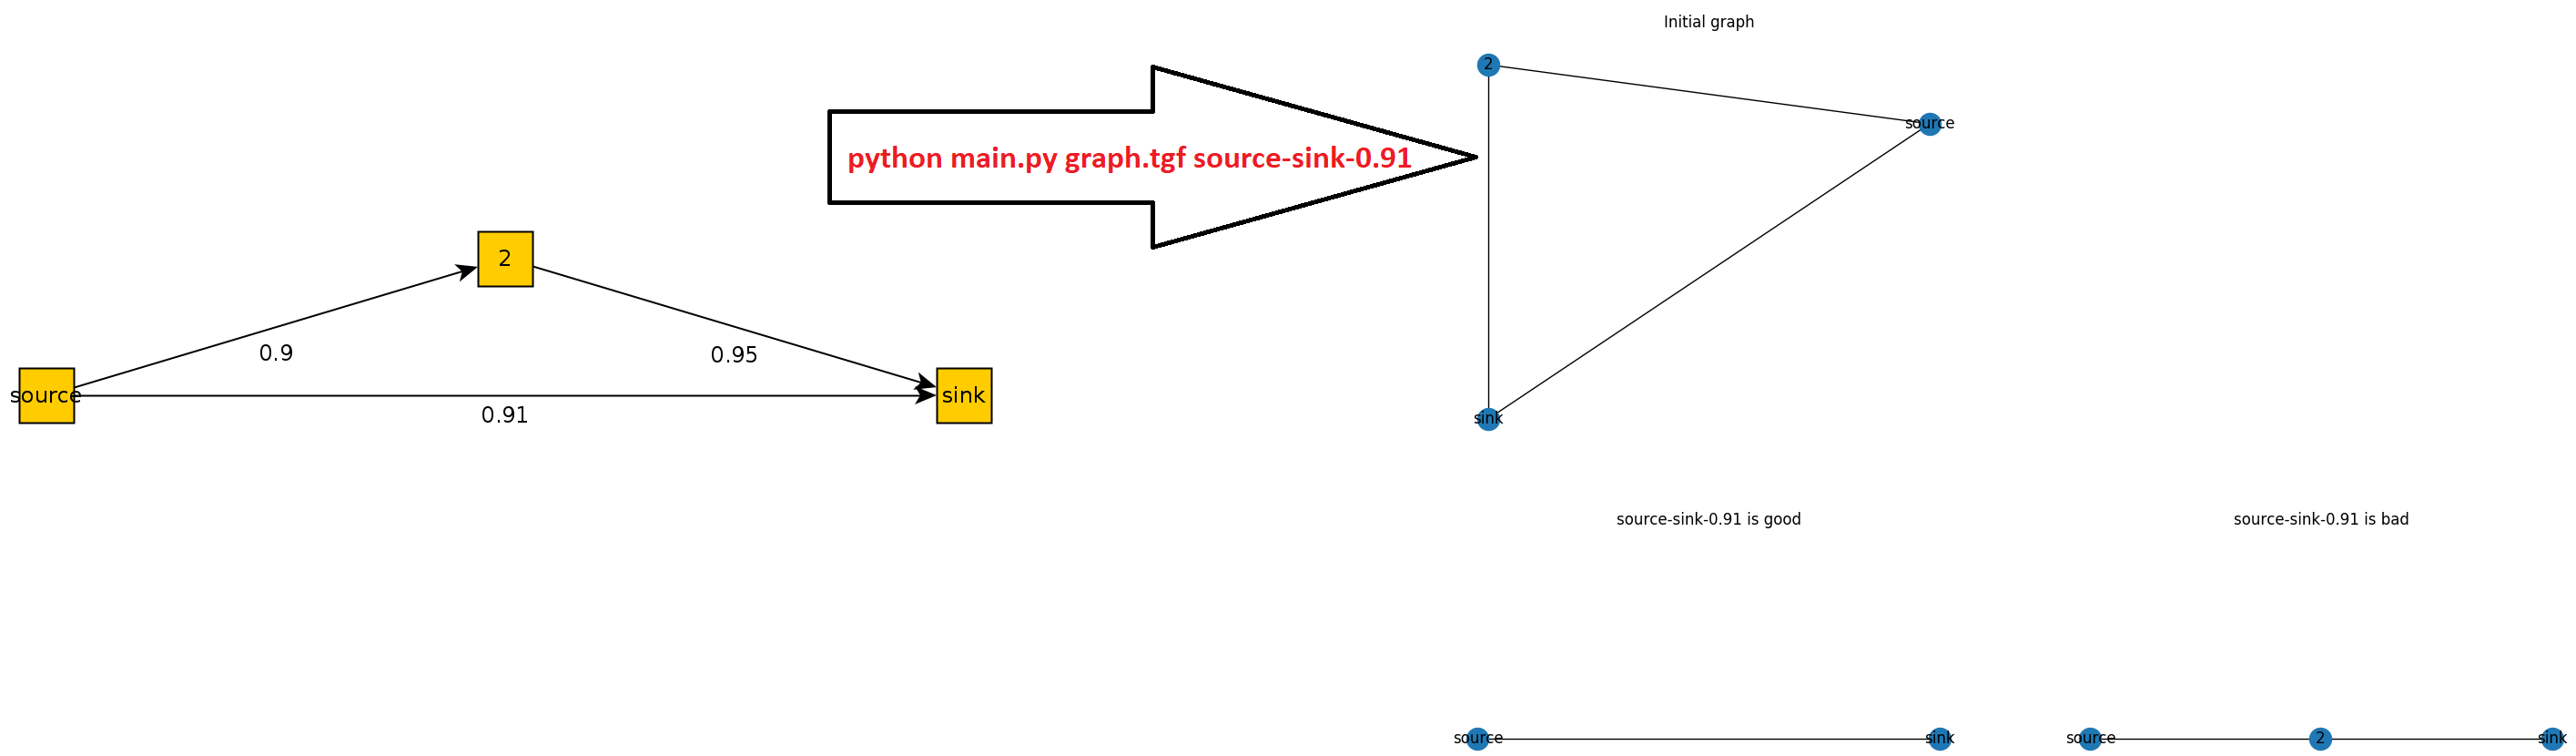 2
0.9
0.95
source
sink
0.91
python main.py graph.tgf source-sink-0.91
Initial graph
2
source
sink
source-sink-0.91 is good
source
sink
source-sink-0.91 is bad
source
2
sink